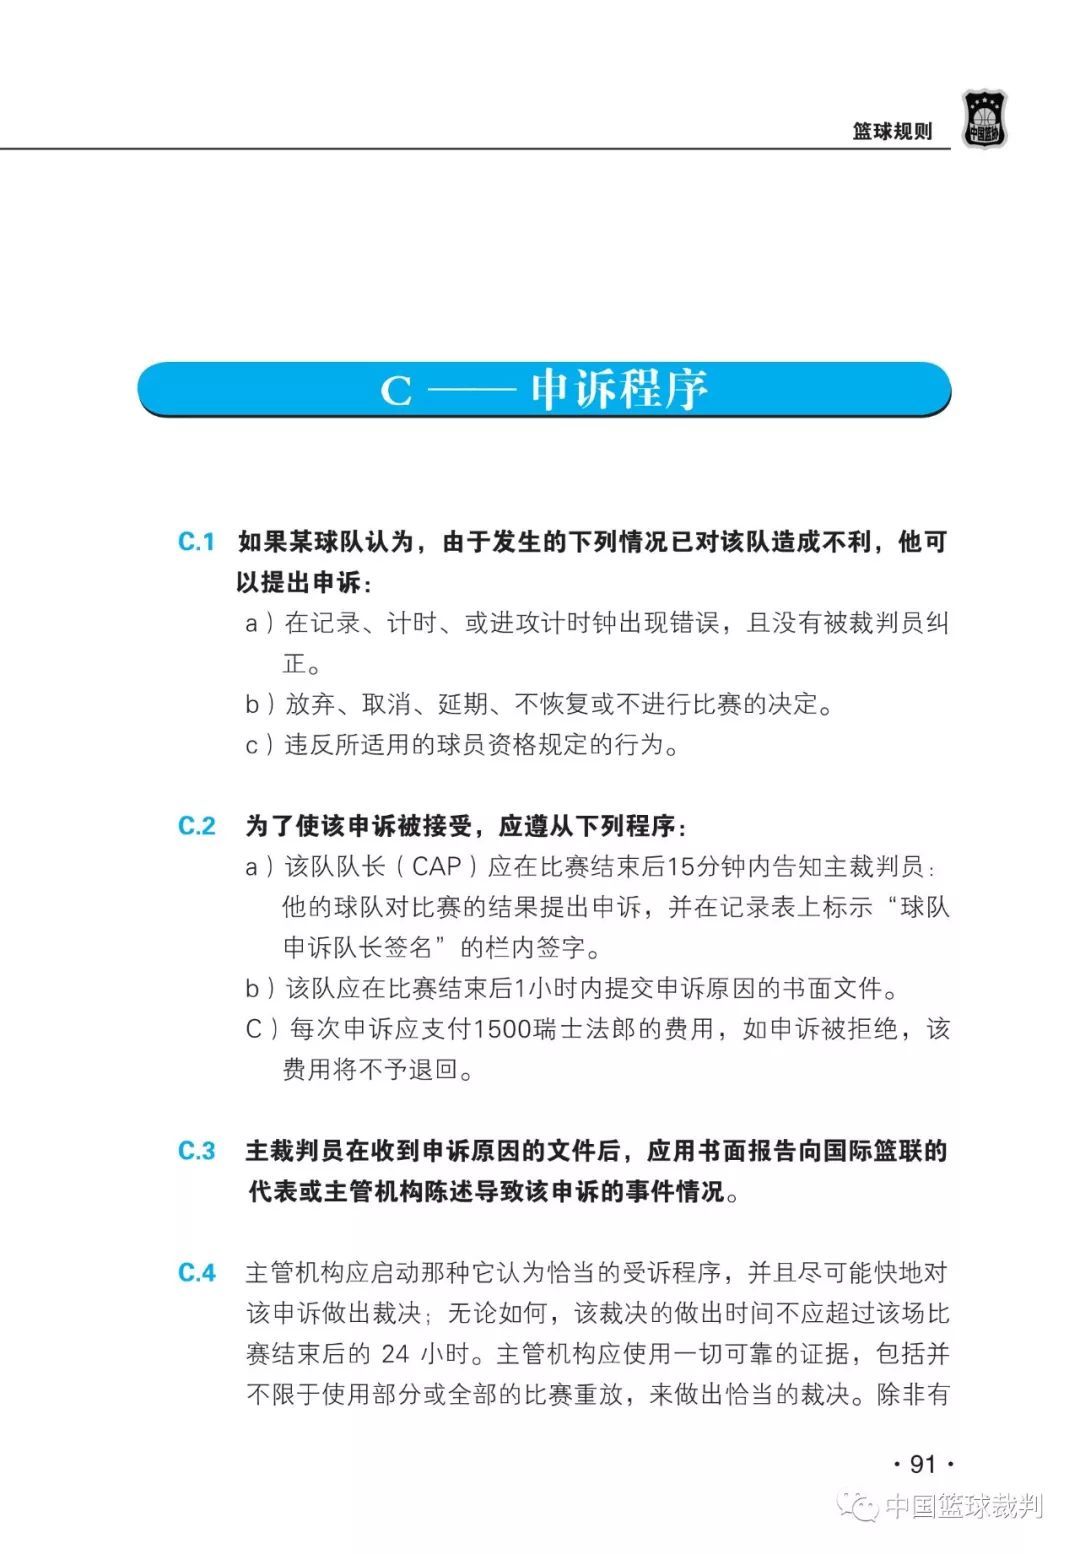 篮球规则
中国篮协
C —— 申诉程序
C.1 如果某球队认为，由于发生的下列情况已对该队造成不利，他可
以提出申诉：
a）在记录、计时、或进攻计时钟出现错误，且没有被裁判员纠
正。
b）放弃、取消、延期、不恢复或不进行比赛的决定。
c）违反所适用的球员资格规定的行为。
C.2 为了使该申诉被接受，应遵从下列程序：
a）该队队长（CAP）应在比赛结束后15分钟内告知主裁判员：
他的球队对比赛的结果提出申诉，并在记录表上标示“球队
申诉队长签名”的栏内签字。
b）该队应在比赛结束后1小时内提交申诉原因的书面文件。
C）每次申诉应支付1500瑞士法郎的费用，如申诉被拒绝，该
费用将不予退回。
C.3 主裁判员在收到申诉原因的文件后，应用书面报告向国际篮联的
代表或主管机构陈述导致该申诉的事件情况。
C.4 主管机构应启动那种它认为恰当的受诉程序，并且尽可能快地对
该申诉做出裁决；无论如何，该裁决的做出时间不应超过该场比
赛结束后的 24 小时。主管机构应使用一切可靠的证据，包括并
不限于使用部分或全部的比赛重放，来做出恰当的裁决。除非有
·91·
中国篮球裁判